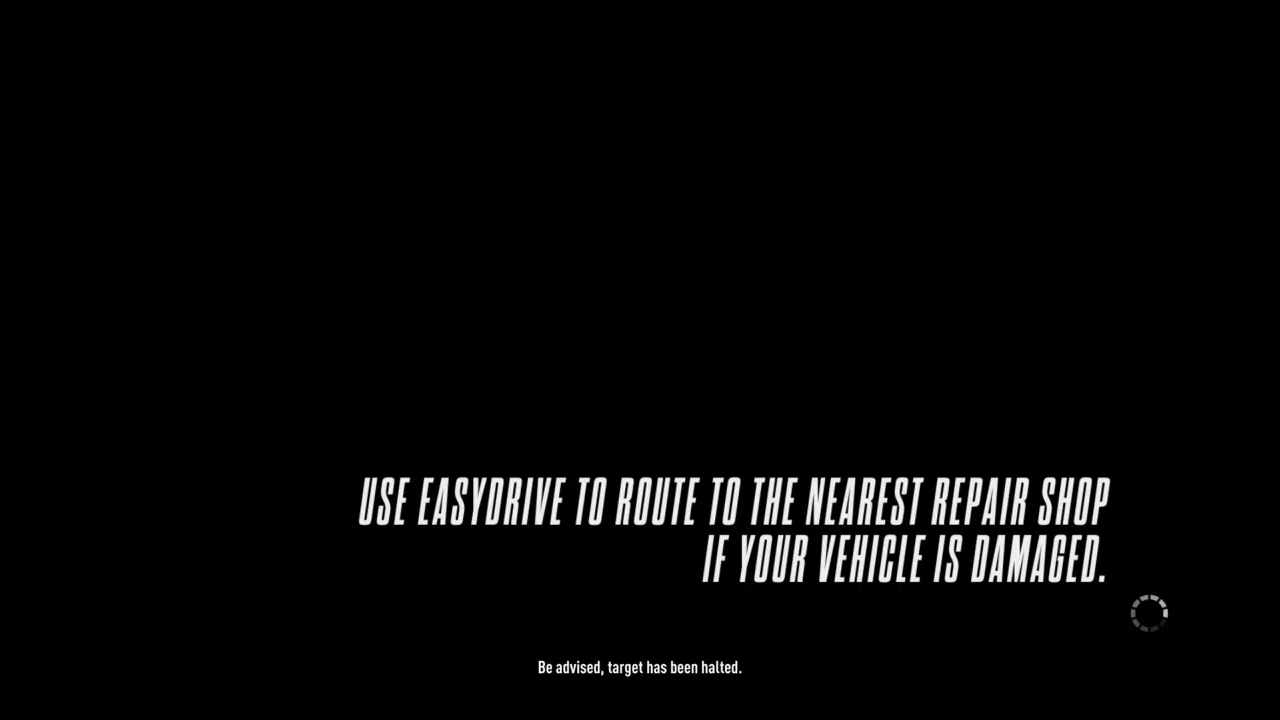 USE EASYDRIVE TO ROUTE TO THE NEAREST REPAIR SHOP
IF YOUR VEHICLE IS DAMAGED.
Be advised, target has been halted.